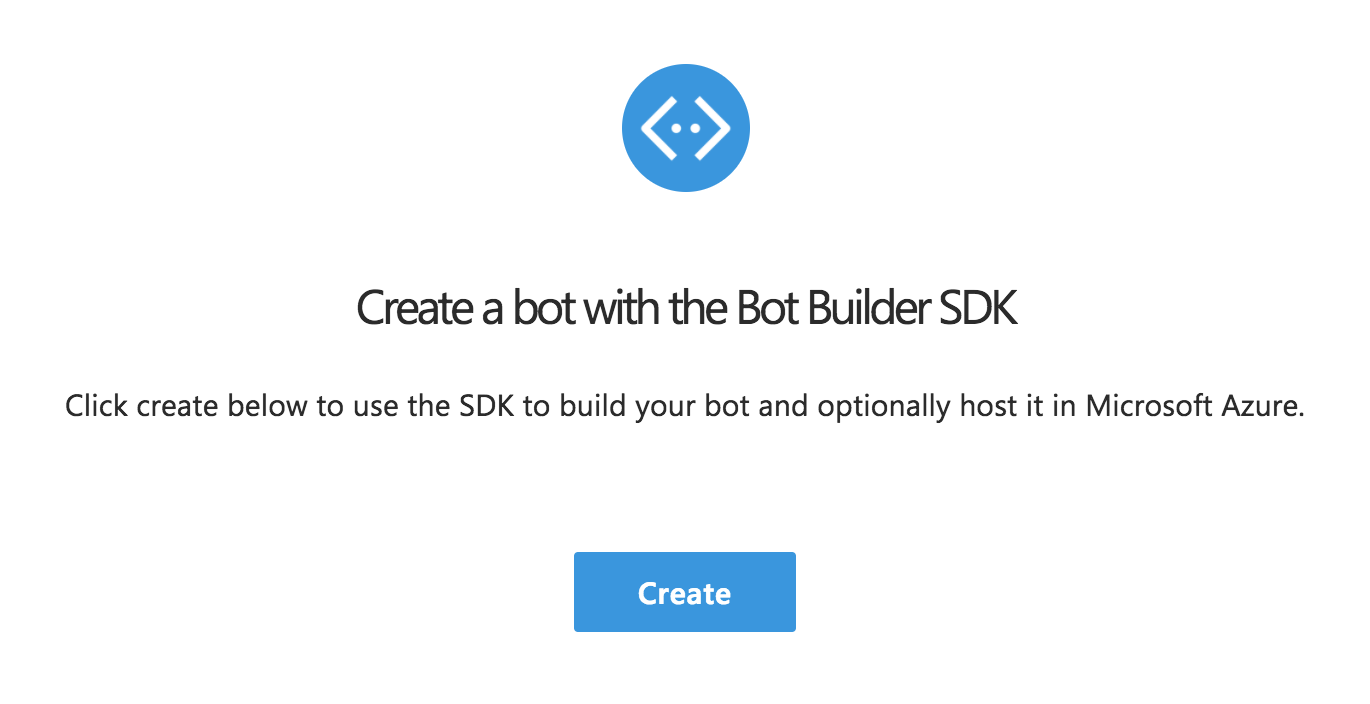 Create a bot with the Bot Builder SDK
Click create below to use the SDK to build your bot and optionally host it in Microsoft Azure.
Create